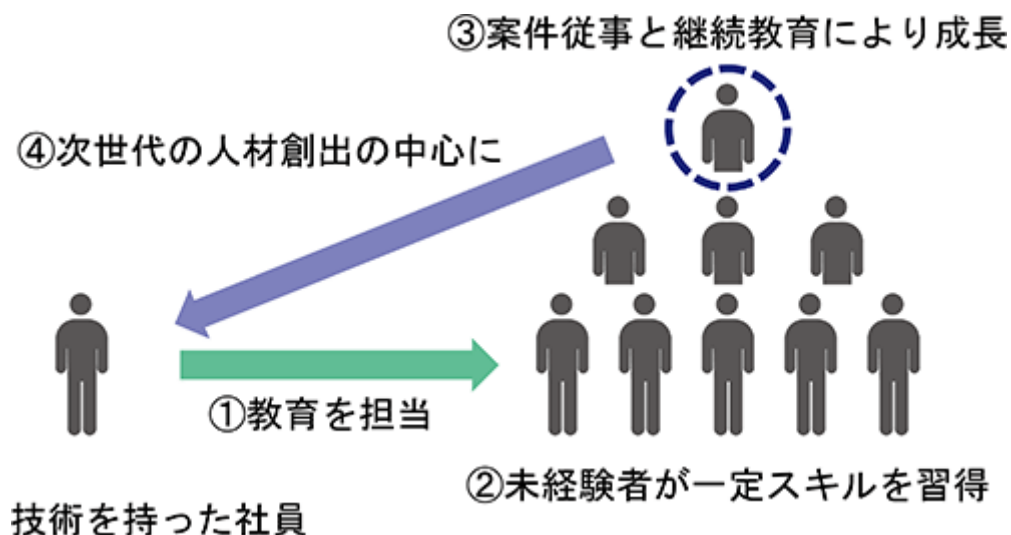 ③案件従事と継続教育により成長
④次世代の人材創出の中心に
①教育を担当
②未経験者が一定スキルを習得
技術を持った社員